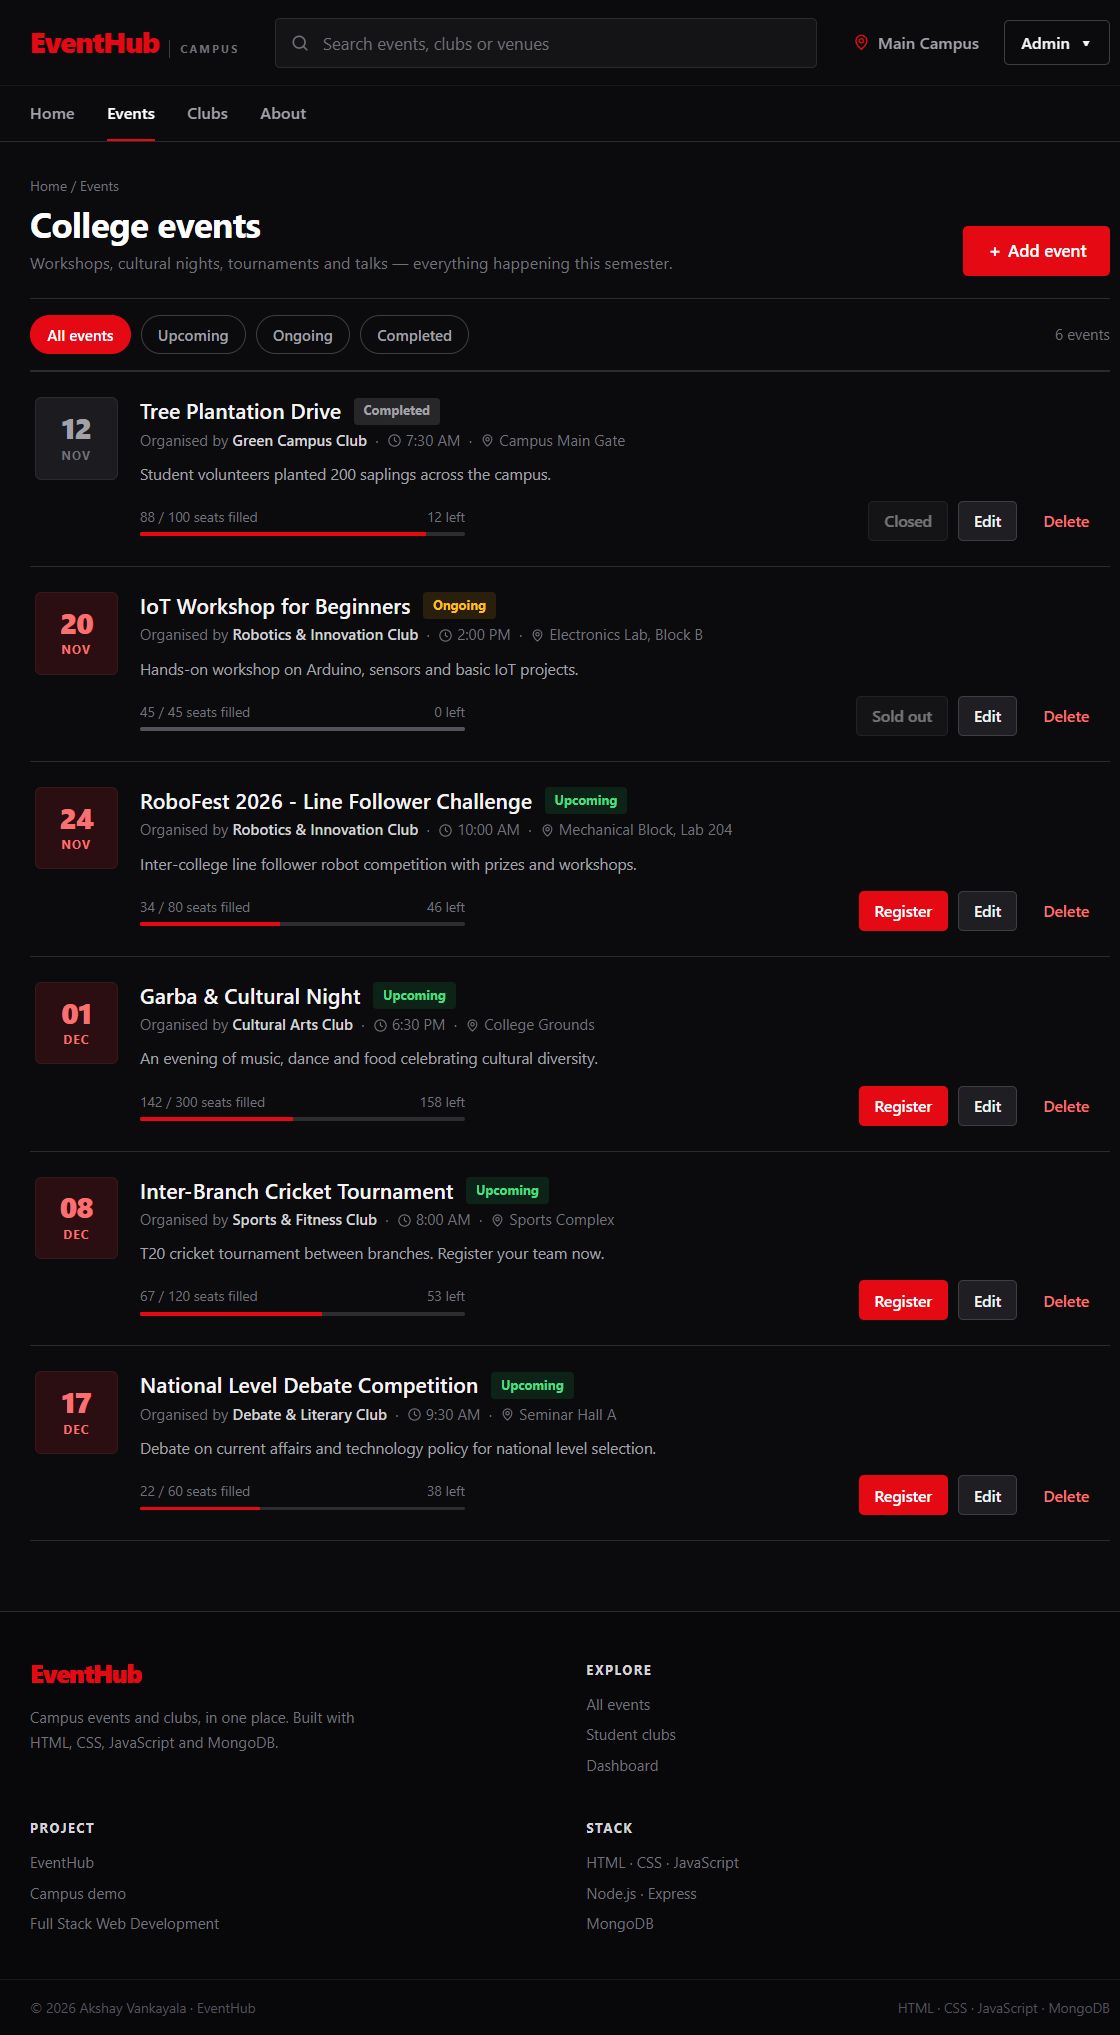 EventHub CAMPUS Search events, clubs or venues Main Campus Admin ▼
Home Events Clubs About
Home / Events
College events
Workshops, cultural nights, tournaments and talks — everything happening this semester.
+ Add event
All events Upcoming Ongoing Completed 6 events
12 NOV
Tree Plantation Drive Completed
Organised by Green Campus Club · 7:30 AM · Campus Main Gate
Student volunteers planted 200 saplings across the campus.
88 / 100 seats filled 12 left
Closed Edit Delete
20 NOV
IoT Workshop for Beginners Ongoing
Organised by Robotics & Innovation Club · 2:00 PM · Electronics Lab, Block B
Hands-on workshop on Arduino, sensors and basic IoT projects.
45 / 45 seats filled 0 left
Sold out Edit Delete
24 NOV
RoboFest 2026 - Line Follower Challenge Upcoming
Organised by Robotics & Innovation Club · 10:00 AM · Mechanical Block, Lab 204
Inter-college line follower robot competition with prizes and workshops.
34 / 80 seats filled 46 left
Register Edit Delete
01 DEC
Garba & Cultural Night Upcoming
Organised by Cultural Arts Club · 6:30 PM · College Grounds
An evening of music, dance and food celebrating cultural diversity.
142 / 300 seats filled 158 left
Register Edit Delete
08 DEC
Inter-Branch Cricket Tournament Upcoming
Organised by Sports & Fitness Club · 8:00 AM · Sports Complex
T20 cricket tournament between branches. Register your team now.
67 / 120 seats filled 53 left
Register Edit Delete
17 DEC
National Level Debate Competition Upcoming
Organised by Debate & Literary Club · 9:30 AM · Seminar Hall A
Debate on current affairs and technology policy for national level selection.
22 / 60 seats filled 38 left
Register Edit Delete
EventHub
Campus events and clubs, in one place. Built with
HTML, CSS, JavaScript and MongoDB.
EXPLORE
All events
Student clubs
Dashboard
PROJECT
EventHub
Campus demo
Full Stack Web Development
STACK
HTML · CSS · JavaScript
Node.js · Express
MongoDB
© 2026 Akshay Vankayala · EventHub HTML · CSS · JavaScript · MongoDB